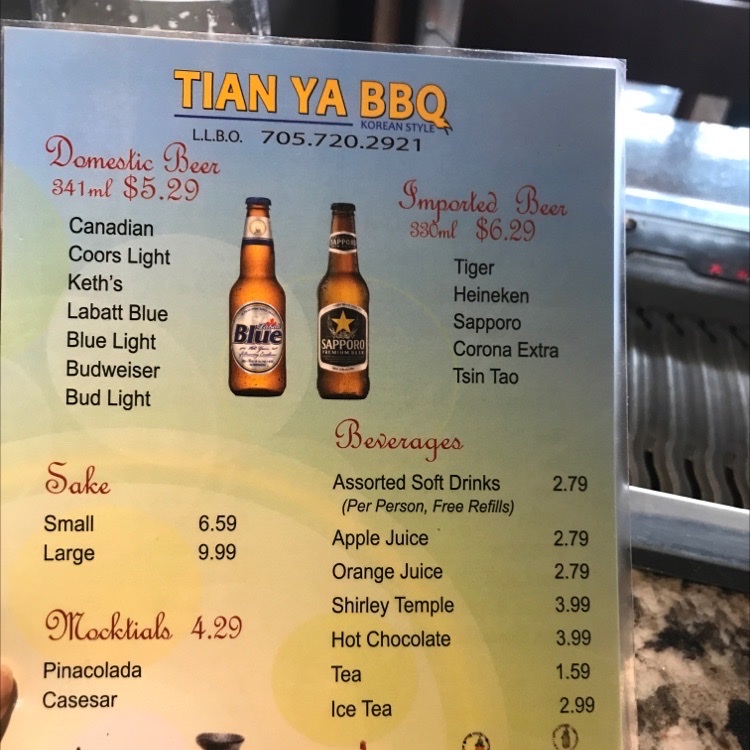 TIAN YA BBQ
KOREAN STYLE
L.L.B.O. 705.720.2921
Domestic Beer
341ml $5.29
Canadian
Coors Light
Keth's
Labatt Blue
Blue Light
Budweiser
Bud Light
Blue
SAPPORO
SAPPORO
PREMIUM BEER
Imported Beer
330ml $6.29
Tiger
Heineken
Sapporo
Corona Extra
Tsin Tao
Sake
Small 6.59
Large 9.99
Mocktials 4.29
Pinacolada
Casesar
Beverages
Assorted Soft Drinks 2.79
(Per Person, Free Refills)
Apple Juice 2.79
Orange Juice 2.79
Shirley Temple 3.99
Hot Chocolate 3.99
Tea 1.59
Ice Tea 2.99